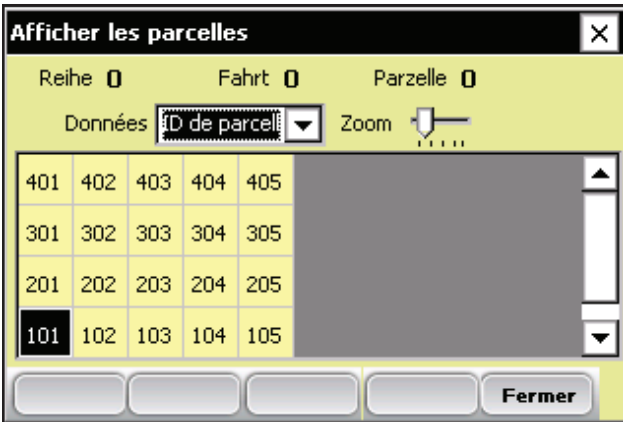 Afficher les parcelles
Reihe 0 Fahrt 0 Parzelle 0
Données ID de parcell Zoom
401 402 403 404 405
301 302 303 304 305
201 202 203 204 205
101 102 103 104 105
Fermer